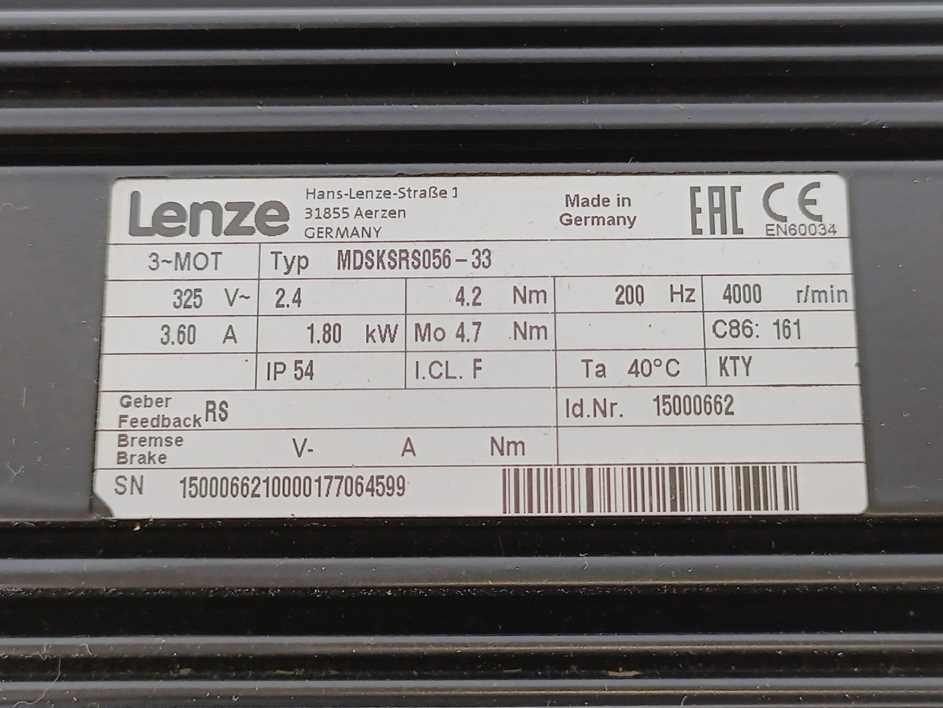 Lenze
Hans-Lenze-Straße 1
31855 Aerzen
GERMANY
Made in
Germany
EAC CE
EN60034
3~MOT Typ MDSKSRS056-33
325 V~ 2.4 4.2 Nm 200 Hz 4000 r/min
3.60 A 1.80 kW Mo 4.7 Nm C86: 161
IP 54 I.CL. F Ta 40°C KTY
Geber
Feedback RS
Id.Nr. 15000662
Bremse
Brake
V- A Nm
SN 1500066210000177064599